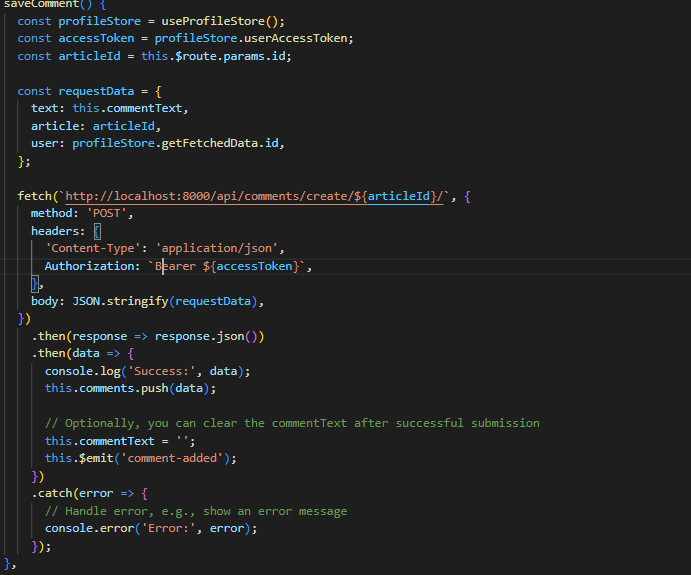 saveComment() {
const profileStore = useProfileStore();
const accessToken = profileStore.userAccessToken;
const articleId = this.$route.params.id;
const requestData = {
text: this.commentText,
article: articleId,
user: profileStore.getFetchedData.id,
};
fetch(`http://localhost:8000/api/comments/create/${articleId}/`, {
method: 'POST',
headers: {
'Content-Type': 'application/json',
Authorization: `Bearer ${accessToken}`,
},
body: JSON.stringify(requestData),
})
.then(response => response.json())
.then(data => {
console.log('Success:', data);
this.comments.push(data);
// Optionally, you can clear the commentText after successful submission
this.commentText = '';
this.$emit('comment-added');
})
.catch(error => {
// Handle error, e.g., show an error message
console.error('Error:', error);
});
},